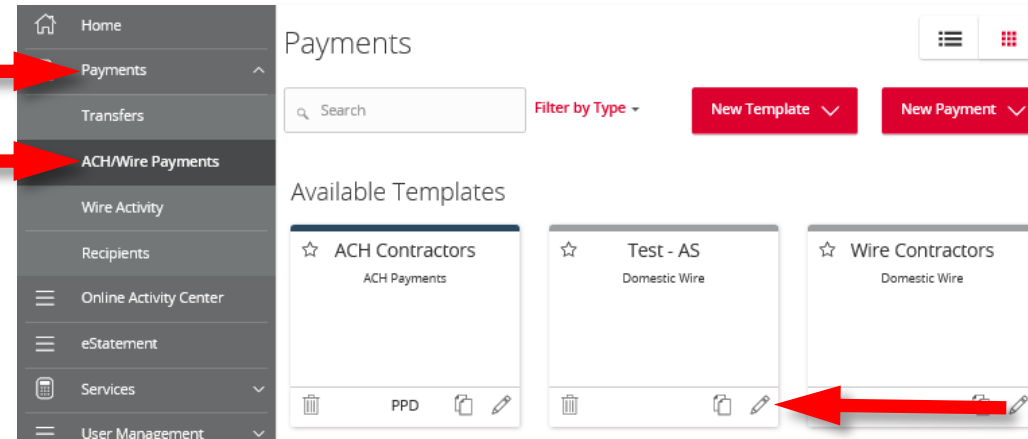 Home
Payments
Transfers
ACH/Wire Payments
Wire Activity
Recipients
Online Activity Center
eStatement
Services
User Management
Payments
Search
Filter by Type
New Template
New Payment
Available Templates
ACH Contractors
ACH Payments
PPD
Test - AS
Domestic Wire
Wire Contractors
Domestic Wire